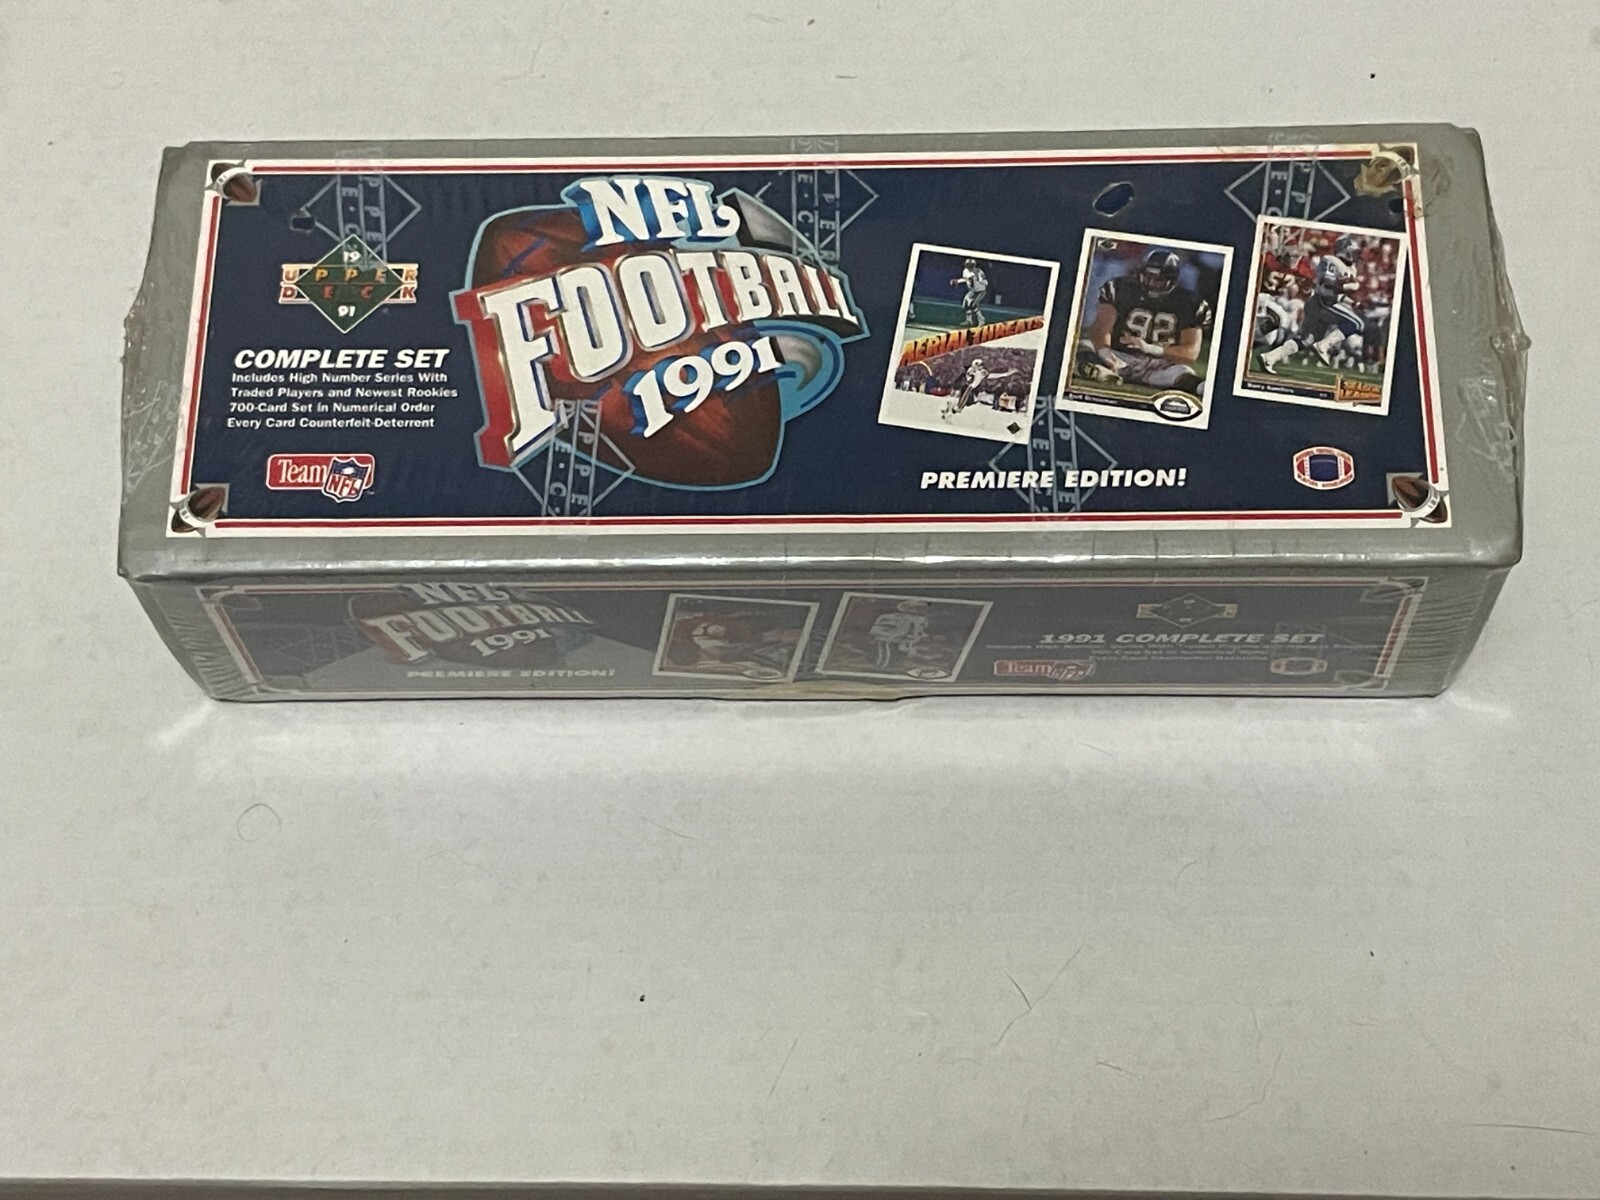 NFL
FOOTBALL
1991
19
UPPER
DECK
91
COMPLETE SET
Includes High Number Series With
Traded Players and Newest Rookies
700-Card Set in Numerical Order
Every Card Counterfeit-Deterrent
Team NFL
AERIAL THREATS
92
Barry Sanders
PREMIERE EDITION!
NFL
FOOTBALL
1991
PREMIERE EDITION!
1991 COMPLETE SET
Team NFL